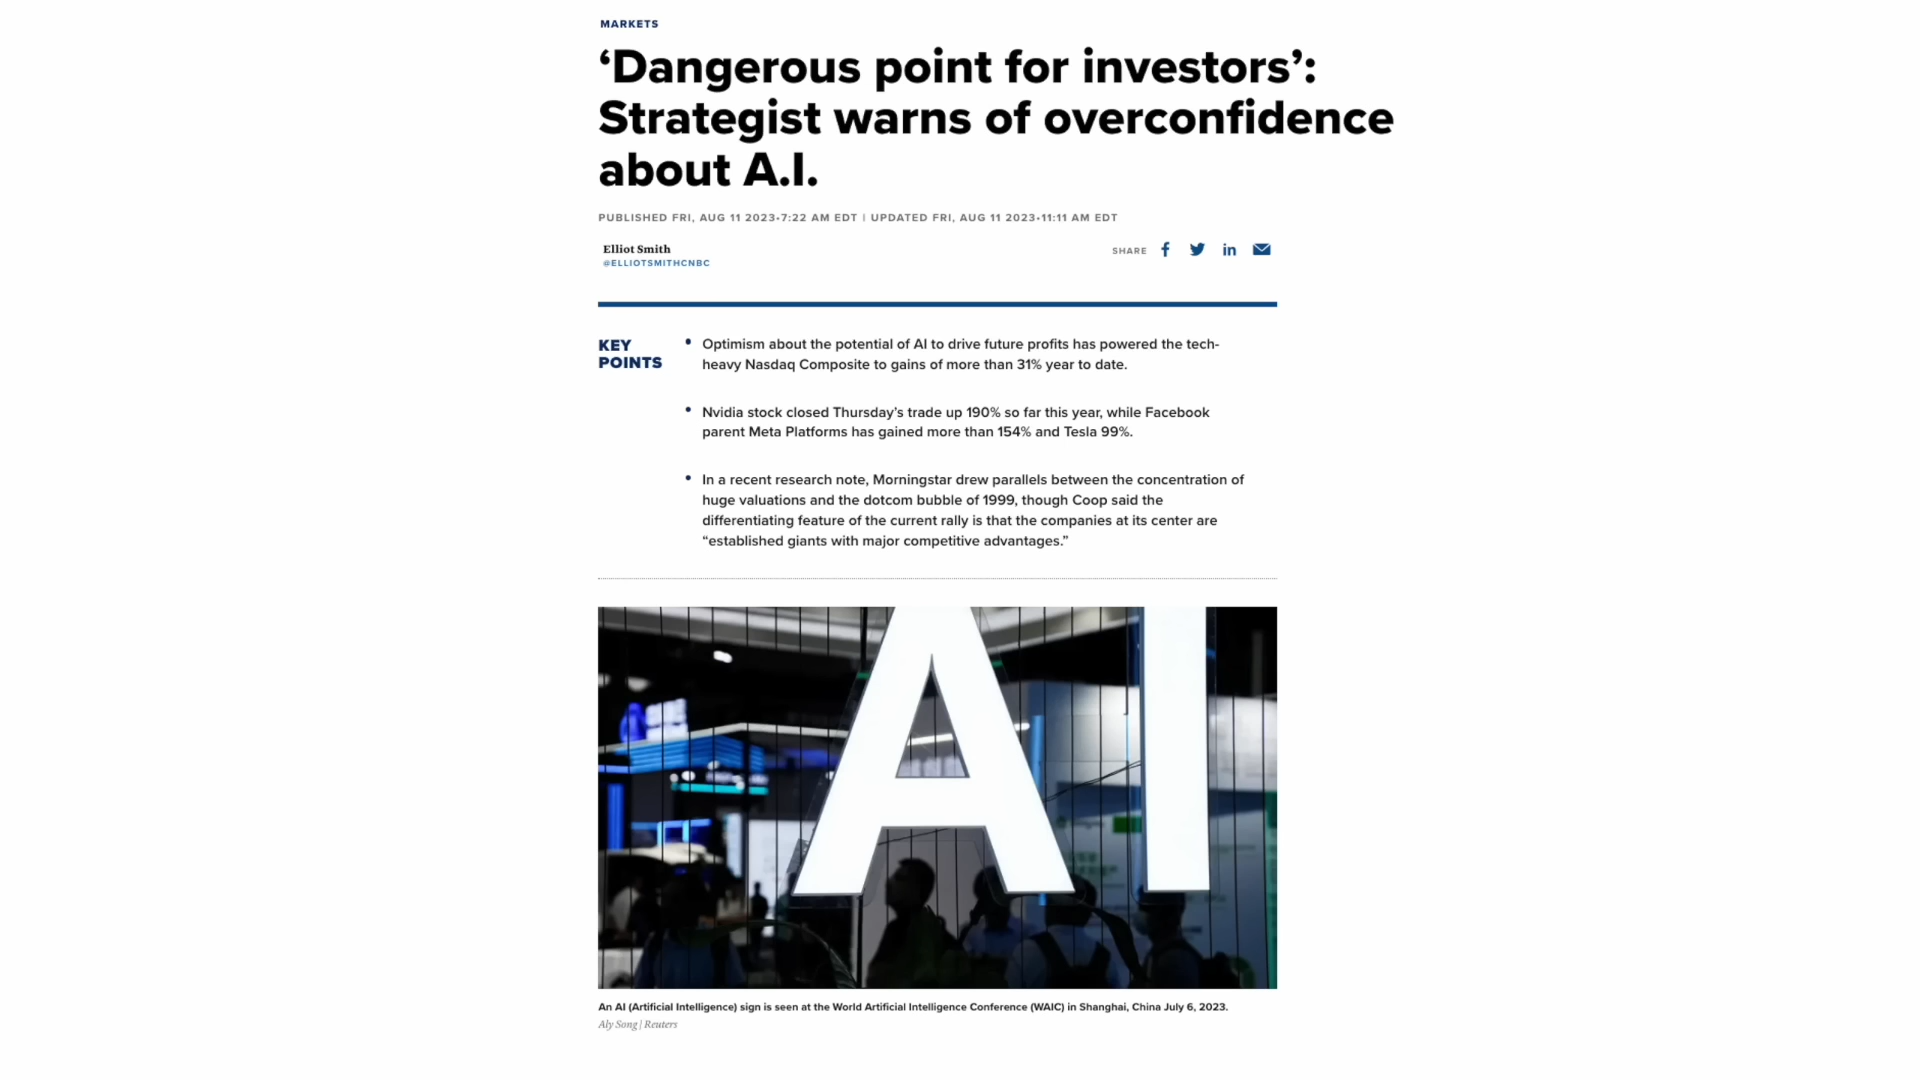 MARKETS
‘Dangerous point for investors’:
Strategist warns of overconfidence
about A.I.
PUBLISHED FRI, AUG 11 2023•7:22 AM EDT | UPDATED FRI, AUG 11 2023•11:11 AM EDT
Elliot Smith
@ELLIOTSMITHCNBC
SHARE
KEY
POINTS
• Optimism about the potential of AI to drive future profits has powered the tech-
heavy Nasdaq Composite to gains of more than 31% year to date.
• Nvidia stock closed Thursday’s trade up 190% so far this year, while Facebook
parent Meta Platforms has gained more than 154% and Tesla 99%.
• In a recent research note, Morningstar drew parallels between the concentration of
huge valuations and the dotcom bubble of 1999, though Coop said the
differentiating feature of the current rally is that the companies at its center are
“established giants with major competitive advantages.”
AI
An AI (Artificial Intelligence) sign is seen at the World Artificial Intelligence Conference (WAIC) in Shanghai, China July 6, 2023.
Aly Song | Reuters